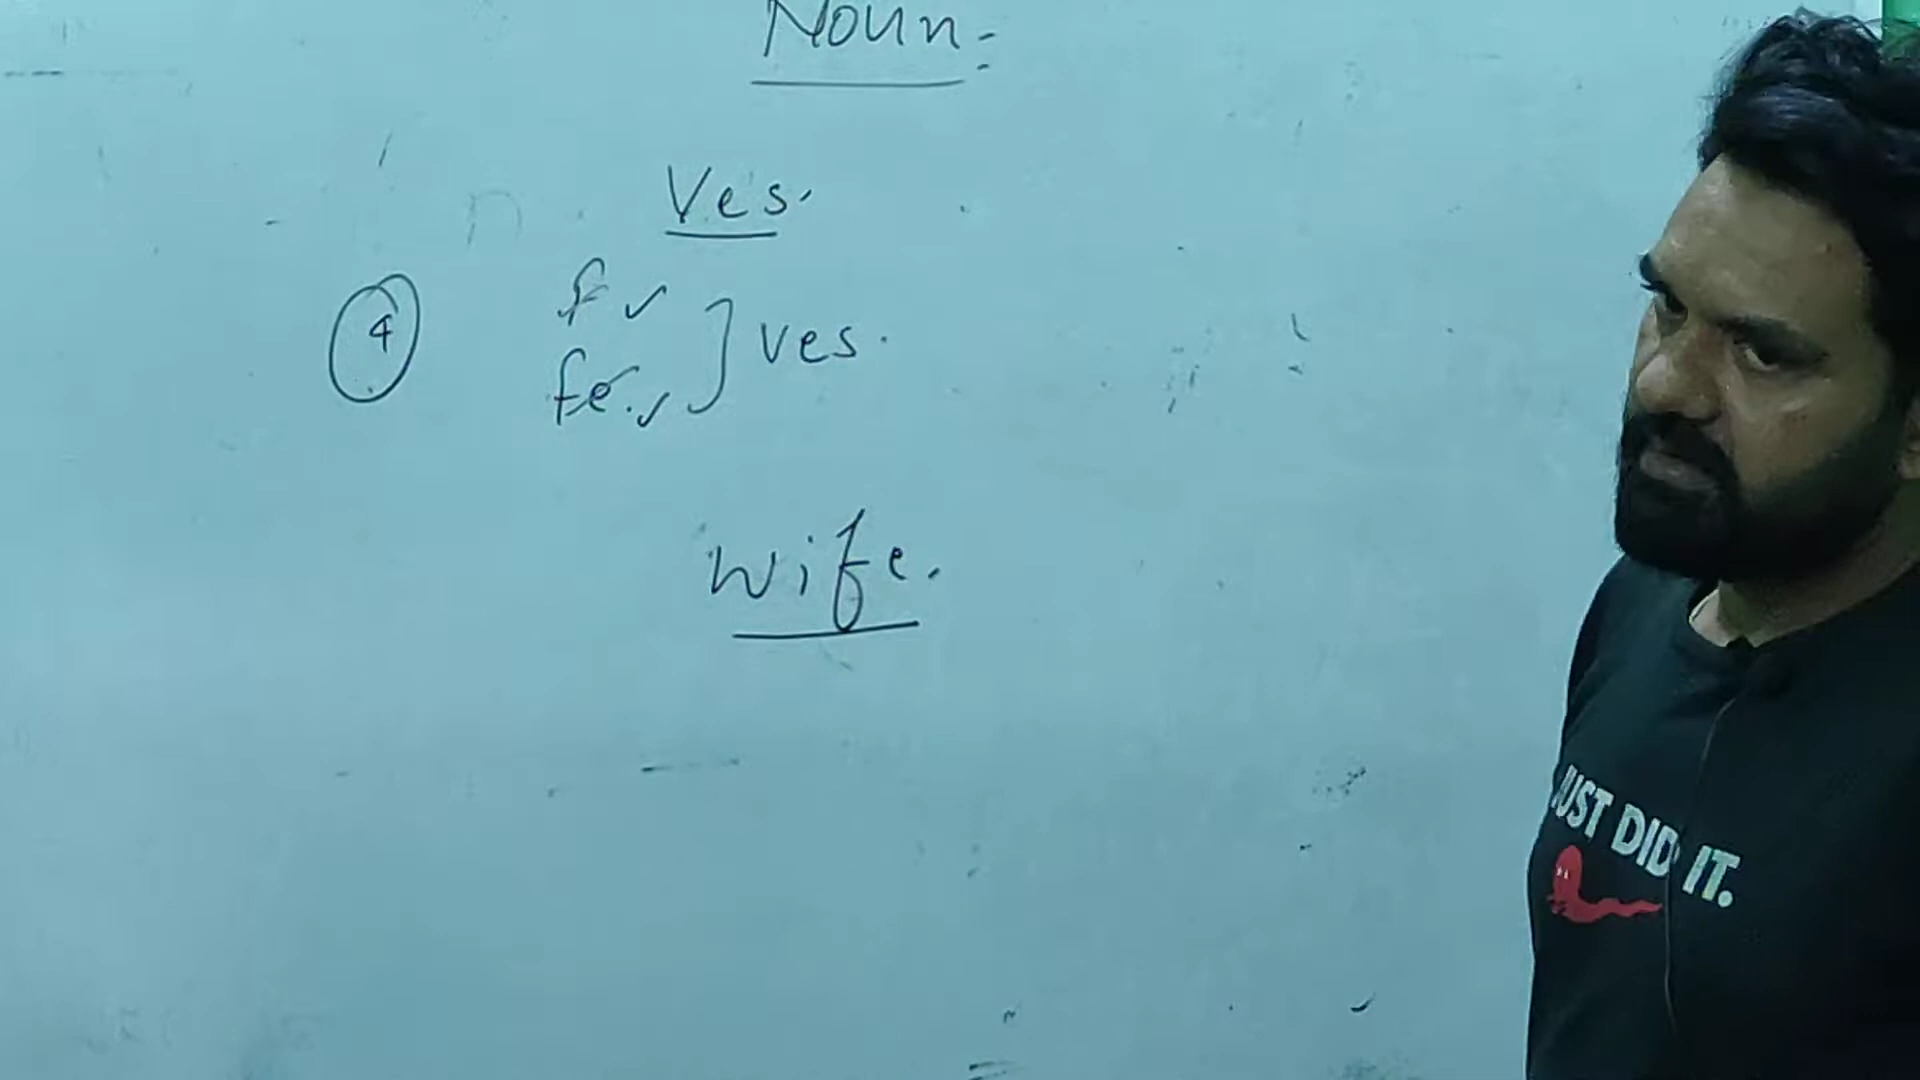 Noun:-
Ves.
4
f ✓
fe. ✓ } ves.
Wife.
JUST DID IT.